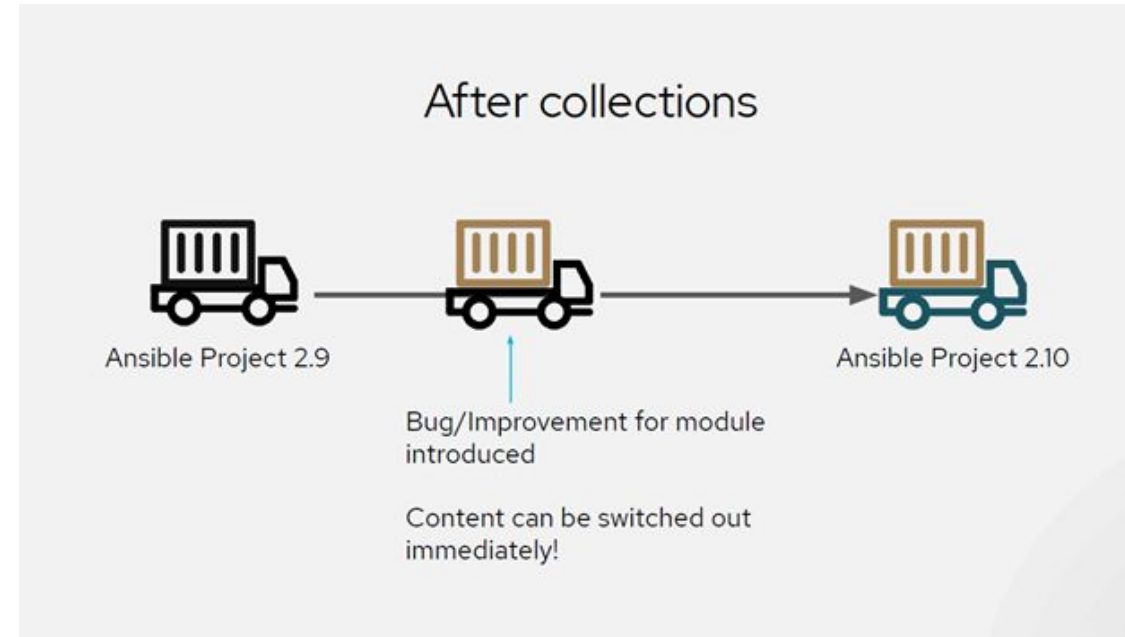 After collections
Ansible Project 2.9
Ansible Project 2.10
Bug/Improvement for module
introduced
Content can be switched out
immediately!